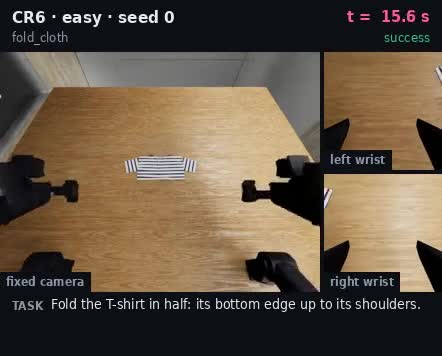 CR6 · easy · seed 0
t = 15.6 s
fold_cloth
success
left wrist
fixed camera
right wrist
TASK Fold the T-shirt in half: its bottom edge up to its shoulders.